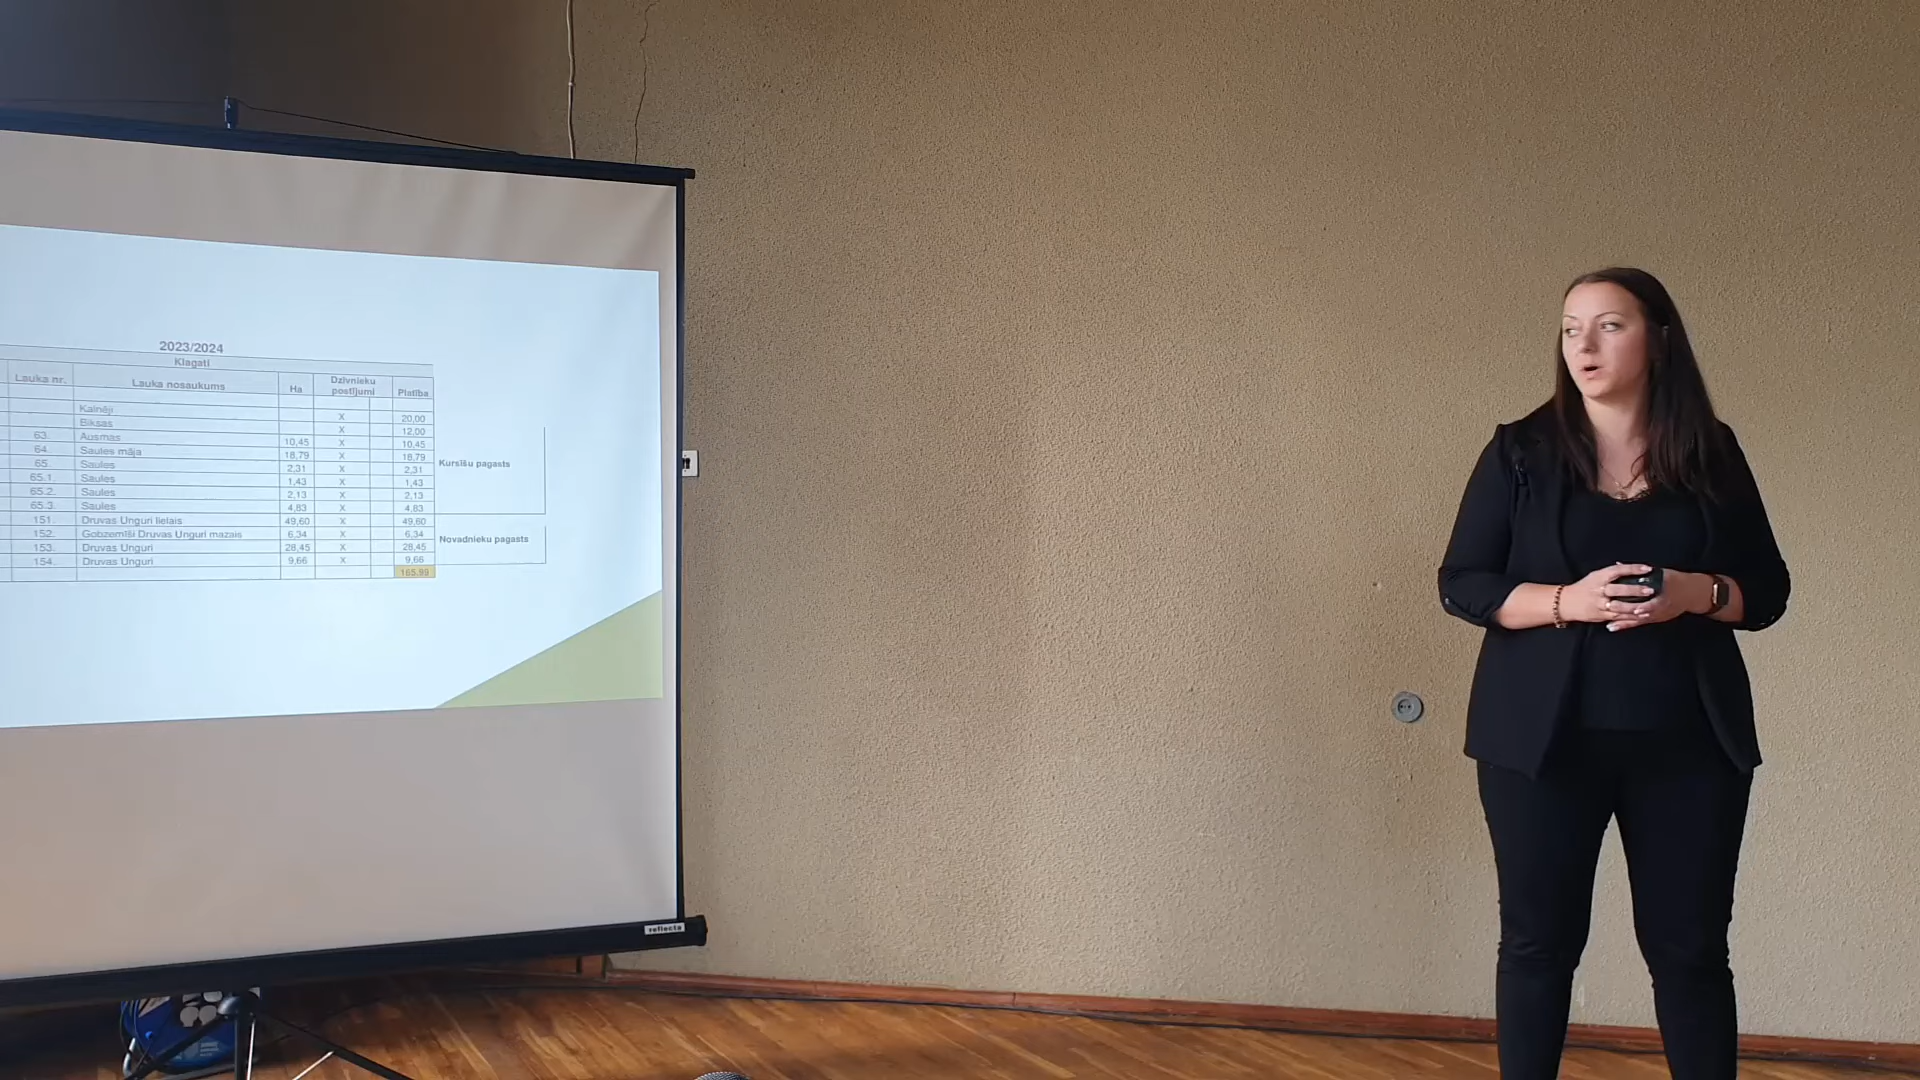 2023/2024
Klagati
Lauka nr. Lauka nosaukums Ha Dzīvnieku postījumi Platība
Kalnēji X 20,00
Biksas X 12,00
63. Ausmas 10,45 X 10,45
64. Saules māja 18,79 X 18,79
65. Saules 2,31 X 2,31
65.1. Saules 1,43 X 1,43
65.2. Saules 2,13 X 2,13
65.3. Saules 4,83 X 4,83
151. Druvas Unguri lielais 49,60 X 49,60
152. Gobzemīši Druvas Unguri mazais 6,34 X 6,34
153. Druvas Unguri 28,45 X 28,45
154. Druvas Unguri 9,66 X 9,66
165,99
Kursīšu pagasts
Novadnieku pagasts
reflecta